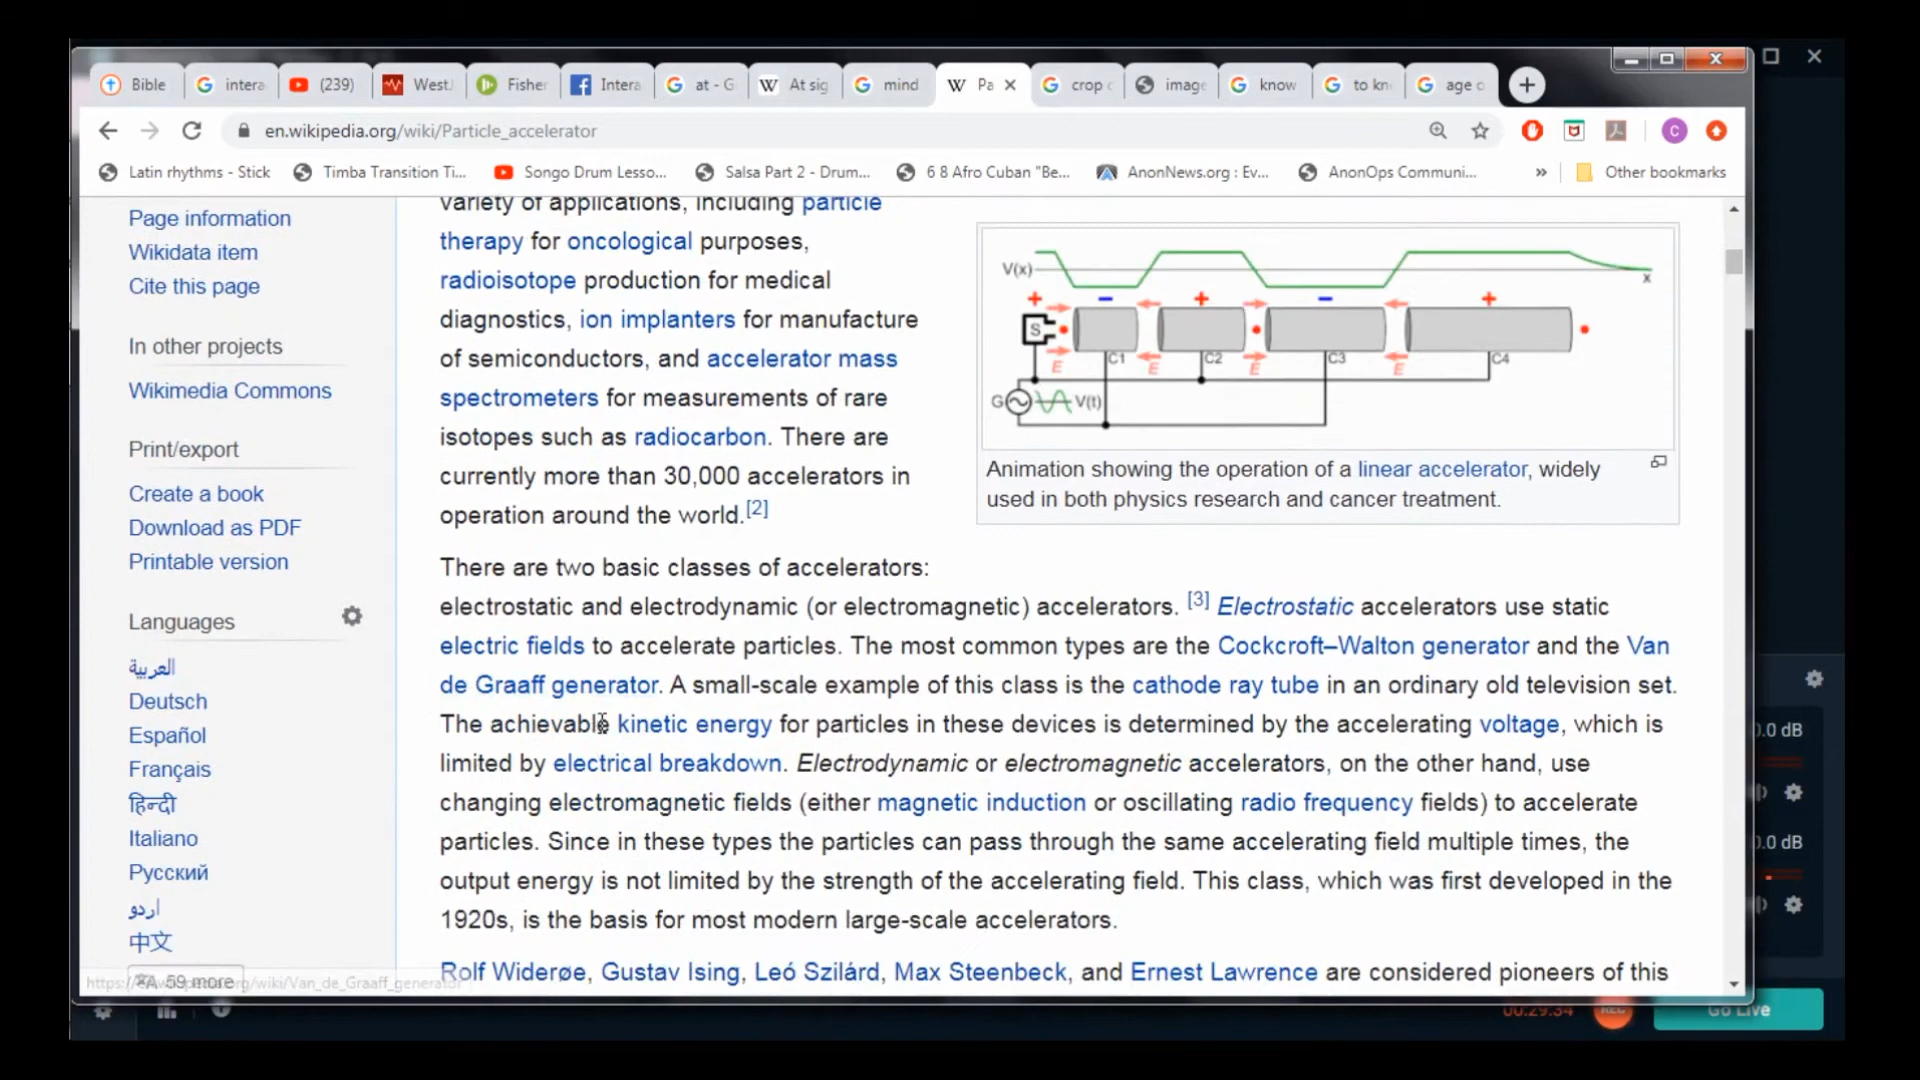 Bible
intera
(239)
West.
Fisher
Intera
at - G
At sig
mind
Pa
crop c
image
know
to kn
age o
en.wikipedia.org/wiki/Particle_accelerator
C
Latin rhythms - Stick
Timba Transition Ti...
Songo Drum Lesso...
Salsa Part 2 - Drum...
6 8 Afro Cuban "Be...
AnonNews.org : Ev...
AnonOps Communi...
»
Other bookmarks
Page information
Wikidata item
Cite this page
In other projects
Wikimedia Commons
Print/export
Create a book
Download as PDF
Printable version
Languages
العربية
Deutsch
Español
Français
हिन्दी
Italiano
Русский
اردو
中文
59 more
https://en.wikipedia.org/wiki/Van_de_Graaff_generator
variety of applications, including particle
therapy for oncological purposes,
radioisotope production for medical
diagnostics, ion implanters for manufacture
of semiconductors, and accelerator mass
spectrometers for measurements of rare
isotopes such as radiocarbon. There are
currently more than 30,000 accelerators in
operation around the world.[2]
V(x)
x
+ − + − +
S
C1 C2 C3 C4
E E E E
G V(t)
Animation showing the operation of a linear accelerator, widely
used in both physics research and cancer treatment.
There are two basic classes of accelerators:
electrostatic and electrodynamic (or electromagnetic) accelerators. [3] Electrostatic accelerators use static
electric fields to accelerate particles. The most common types are the Cockcroft–Walton generator and the Van
de Graaff generator. A small-scale example of this class is the cathode ray tube in an ordinary old television set.
The achievable kinetic energy for particles in these devices is determined by the accelerating voltage, which is
limited by electrical breakdown. Electrodynamic or electromagnetic accelerators, on the other hand, use
changing electromagnetic fields (either magnetic induction or oscillating radio frequency fields) to accelerate
particles. Since in these types the particles can pass through the same accelerating field multiple times, the
output energy is not limited by the strength of the accelerating field. This class, which was first developed in the
1920s, is the basis for most modern large-scale accelerators.
Rolf Widerøe, Gustav Ising, Leó Szilárd, Max Steenbeck, and Ernest Lawrence are considered pioneers of this
0.0 dB
0.0 dB
00:29:34
REC
Go Live